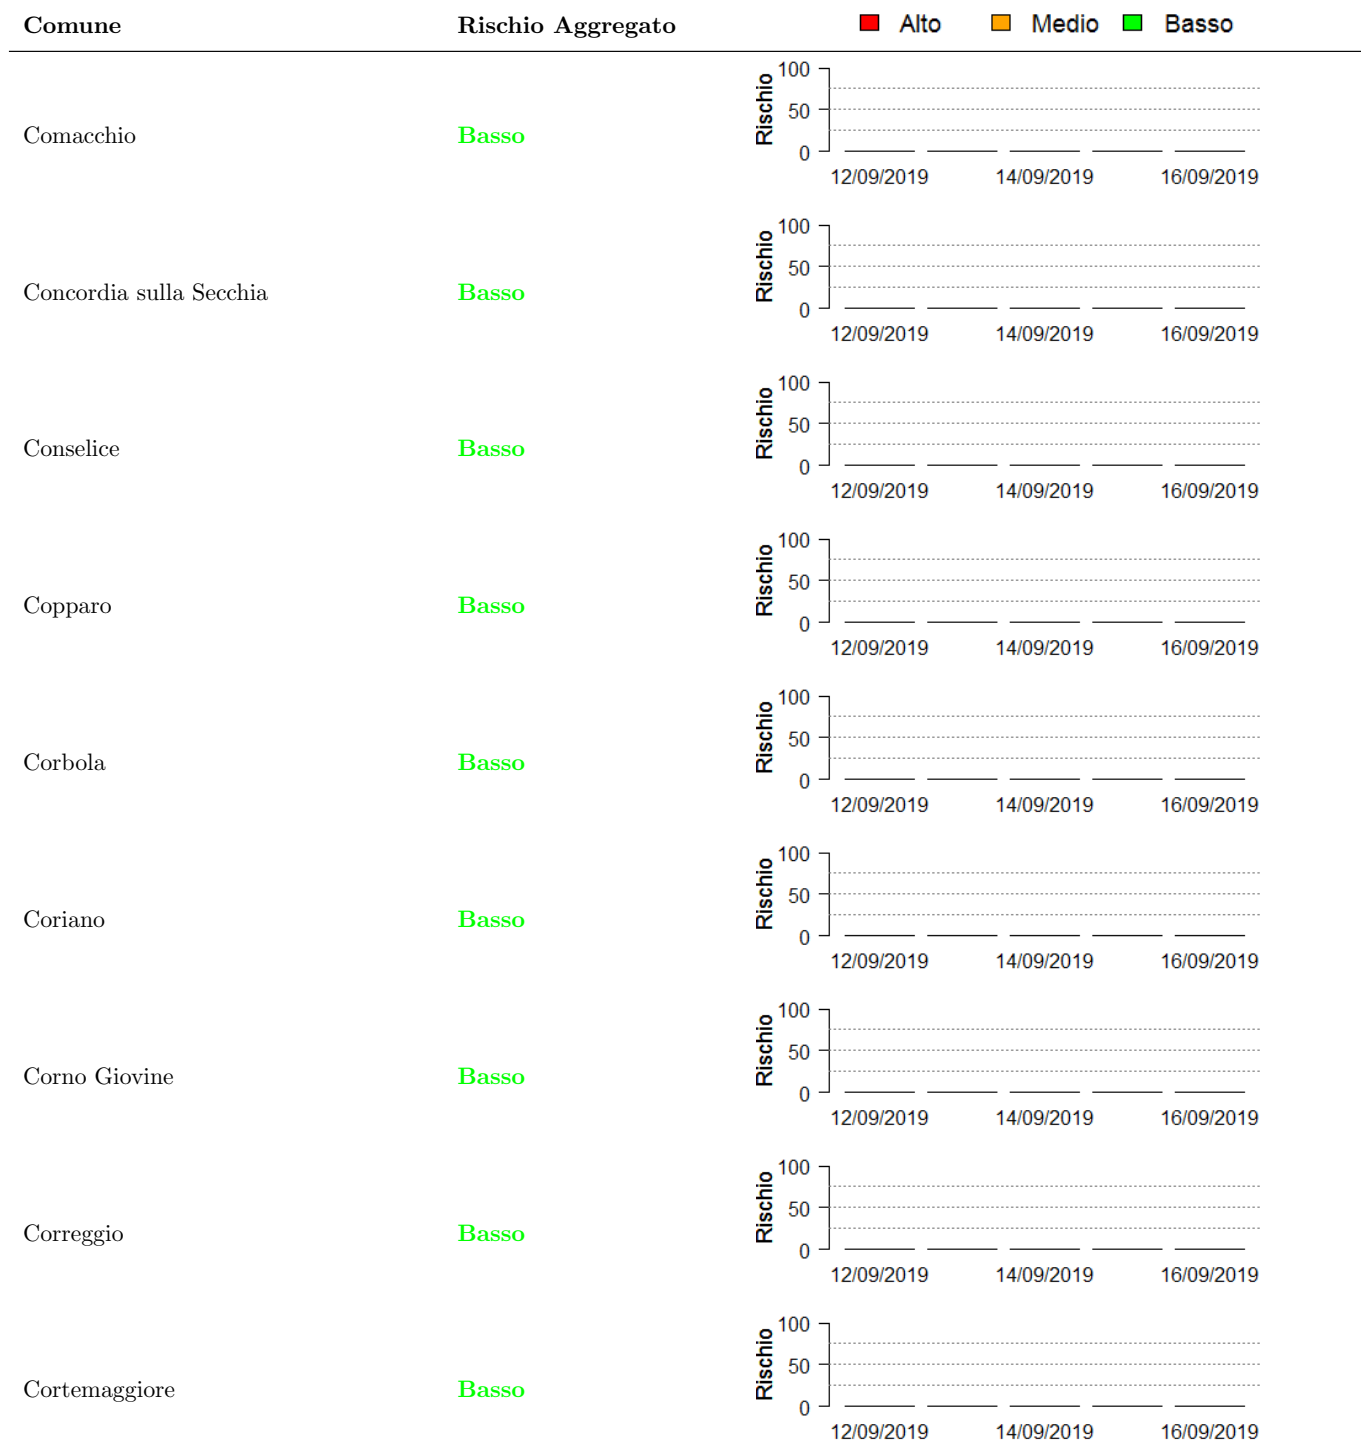 Comune Rischio Aggregato Alto Medio Basso
Comacchio Basso
Rischio
100
50
0
12/09/2019 14/09/2019 16/09/2019
Concordia sulla Secchia Basso
Rischio
100
50
0
12/09/2019 14/09/2019 16/09/2019
Conselice Basso
Rischio
100
50
0
12/09/2019 14/09/2019 16/09/2019
Copparo Basso
Rischio
100
50
0
12/09/2019 14/09/2019 16/09/2019
Corbola Basso
Rischio
100
50
0
12/09/2019 14/09/2019 16/09/2019
Coriano Basso
Rischio
100
50
0
12/09/2019 14/09/2019 16/09/2019
Corno Giovine Basso
Rischio
100
50
0
12/09/2019 14/09/2019 16/09/2019
Correggio Basso
Rischio
100
50
0
12/09/2019 14/09/2019 16/09/2019
Cortemaggiore Basso
Rischio
100
50
0
12/09/2019 14/09/2019 16/09/2019